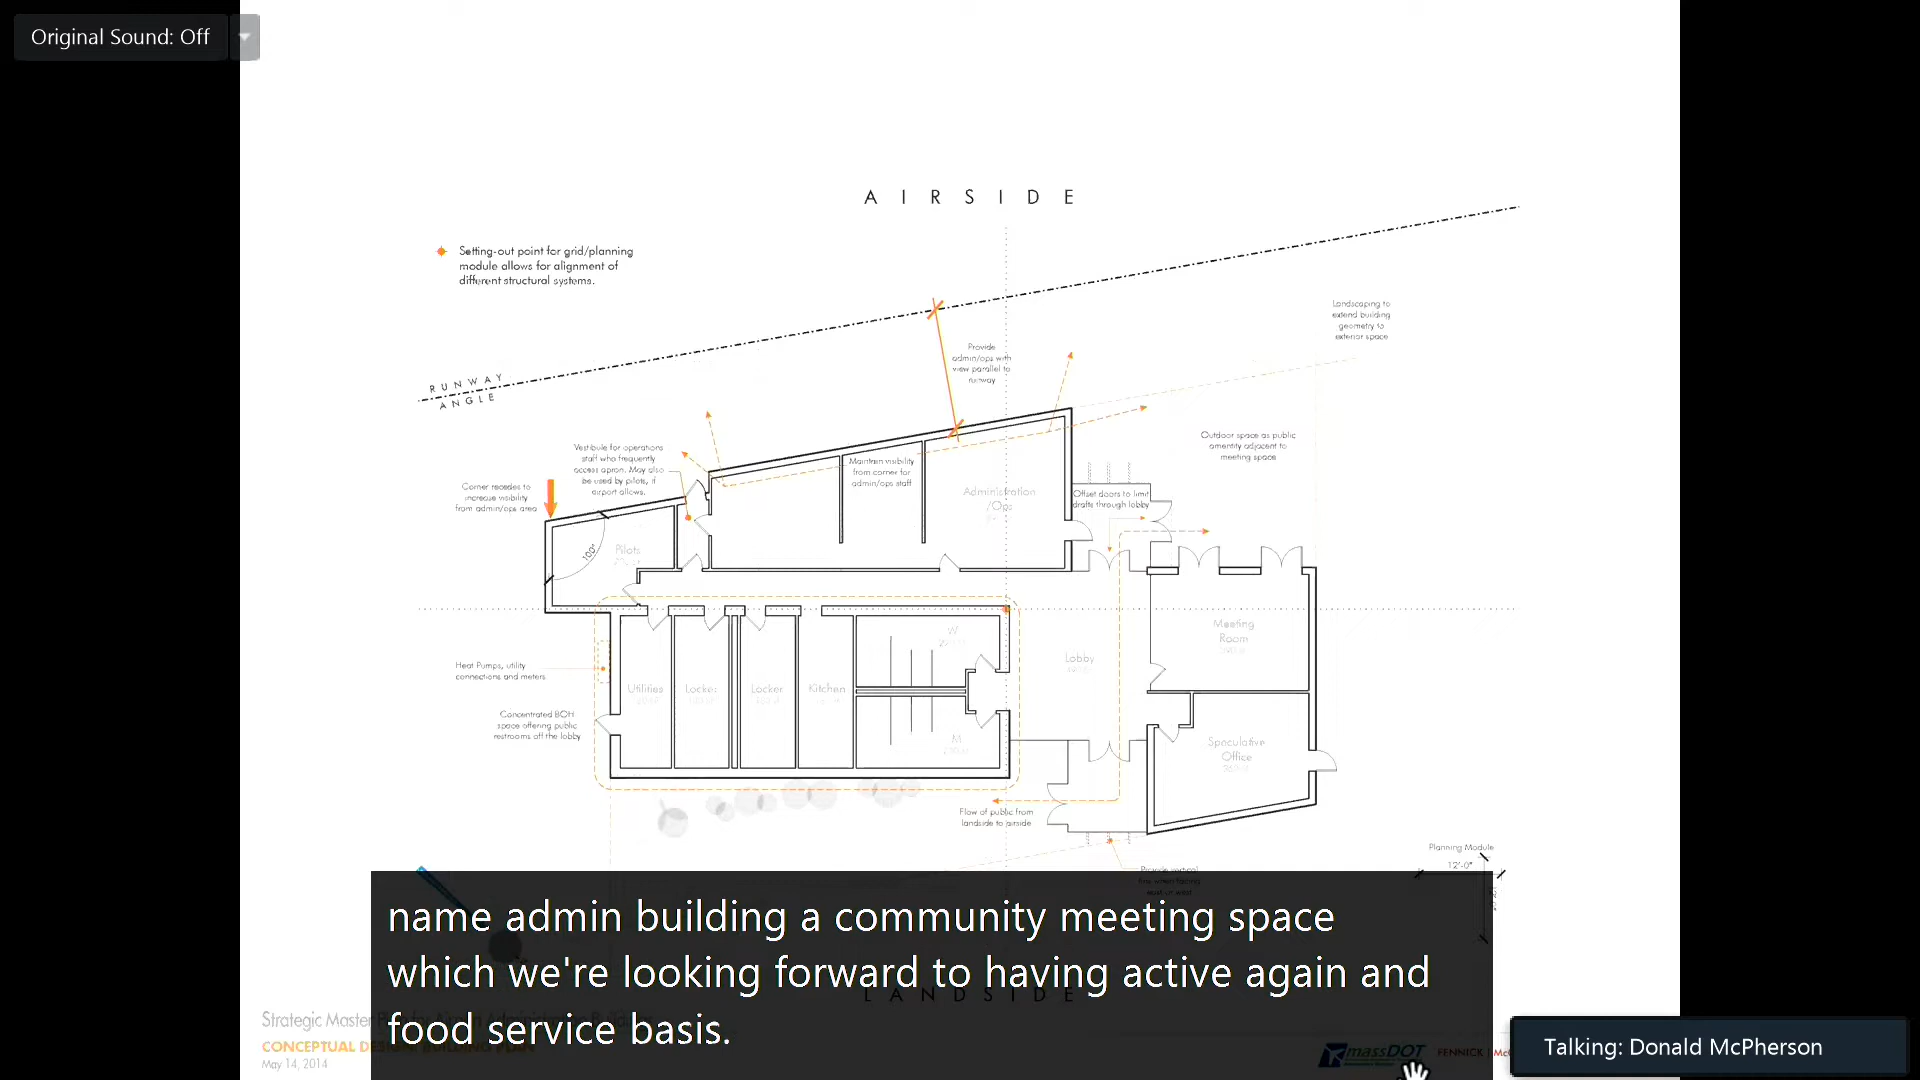 Original Sound: Off
AIRSIDE
Setting-out point for grid/planning
module allows for alignment of
different structural systems.
Landscaping to
extend building
geometry to
exterior space
Provide
admin/ops with
view parallel to
runway
RUNWAY
ANGLE
Outdoor space as public
amentity adjacent to
meeting space
Vestibule for operations
staff who frequently
access apron. May also
be used by pilots, if
airport allows.
Maintain visibility
from corner for
admin/ops staff
Corner recedes to
increase visibility
from admin/ops area
Administration
/Ops
Offset doors to limit
drafts through lobby
100°
Pilots
Meeting
Room
Lobby
W
Heat Pumps, utility
connections and meters
Utilities
Locker
Locker
Kitchen
Concentrated BOH
space offering public
restrooms off the lobby
M
Speculative
Office
Flow of public from
landside to airside
Planning Module
12'-0"
name admin building a community meeting space
which we're looking forward to having active again and
food service basis.
LANDSIDE
Strategic Master
CONCEPTUAL
May 14, 2014
massDOT
FENNICK
Talking: Donald McPherson